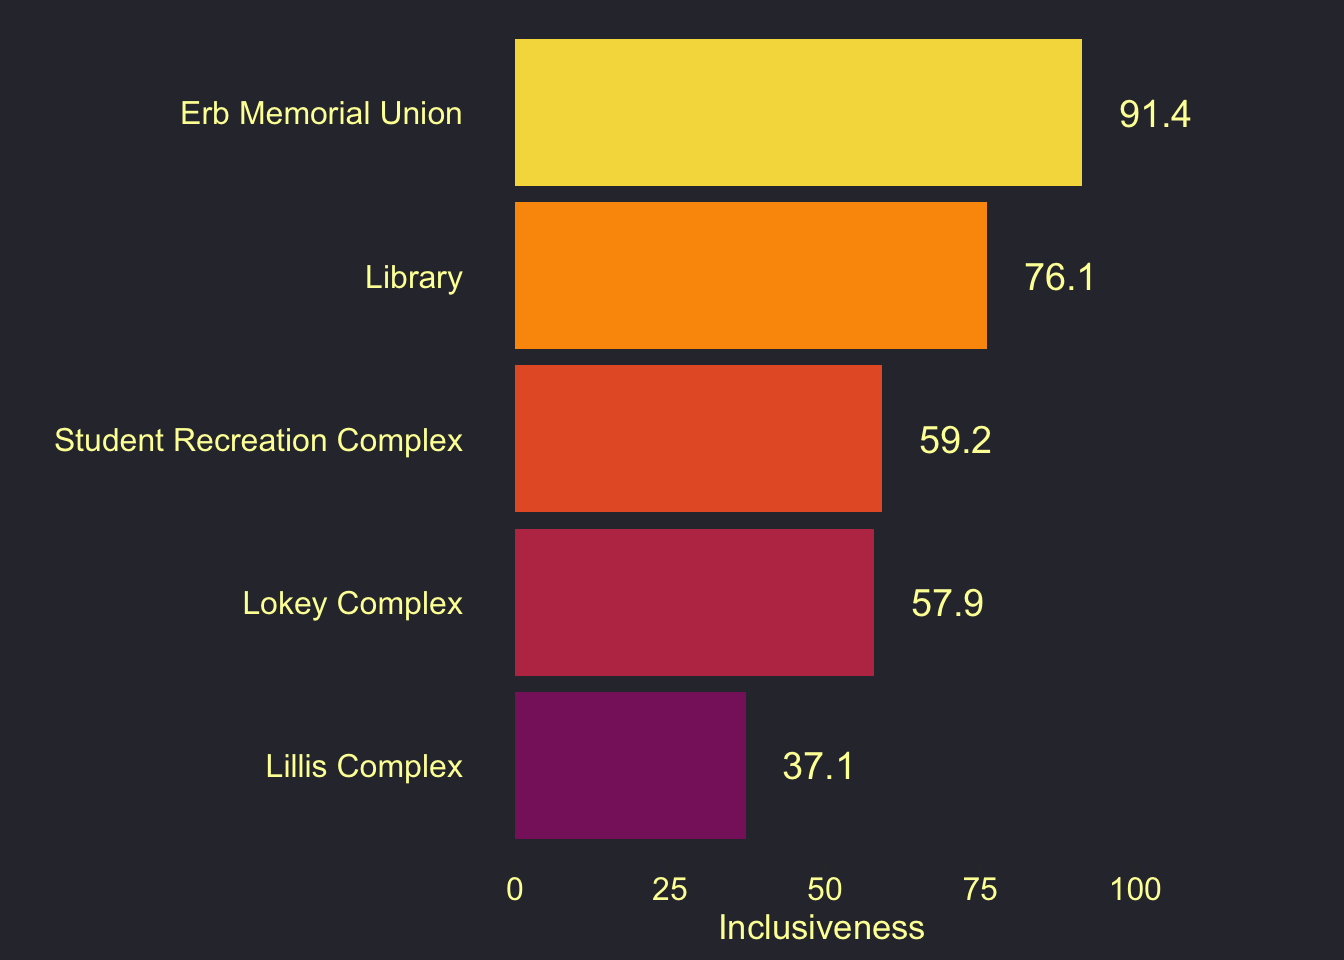 Erb Memorial Union
91.4
Library
76.1
Student Recreation Complex
59.2
Lokey Complex
57.9
Lillis Complex
37.1
0 25 50 75 100
Inclusiveness